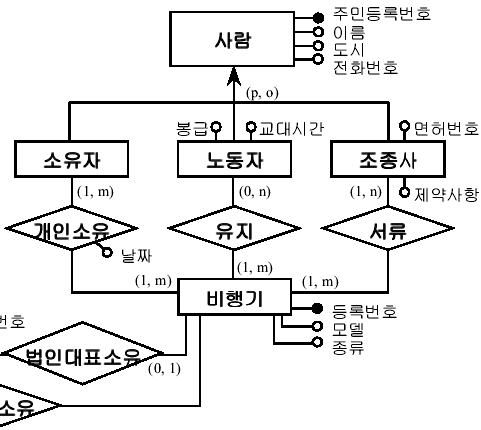 주민등록번호
사람
이름
도시
전화번호
(p, o)
봉급
교대시간
면허번호
소유자
노동자
조종사
제약사항
(1, m)
(0, n)
(1, n)
개인소유
유지
서류
날짜
(1, m)
(1, m)
(1, m)
비행기
등록번호
모델
종류
번호
법인대표소유
(0, 1)
소유